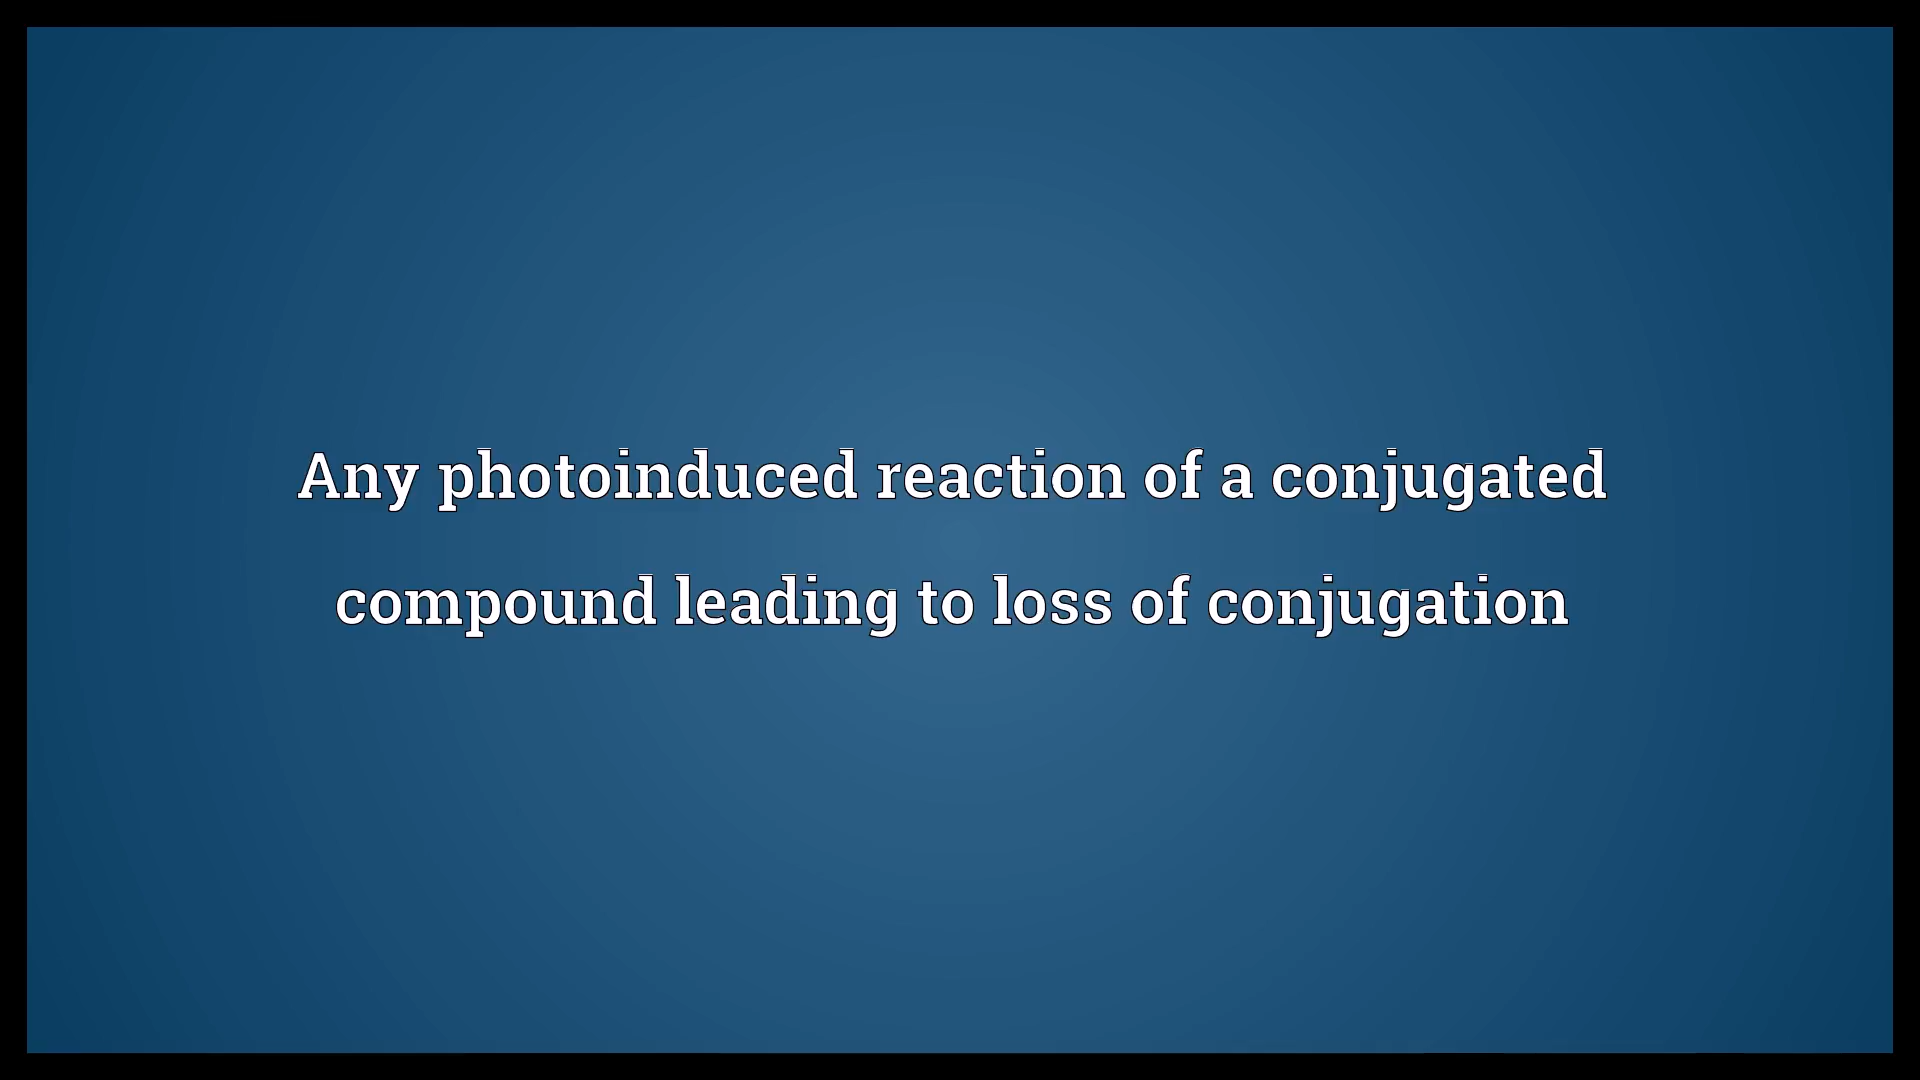 Any photoinduced reaction of a conjugated
compound leading to loss of conjugation